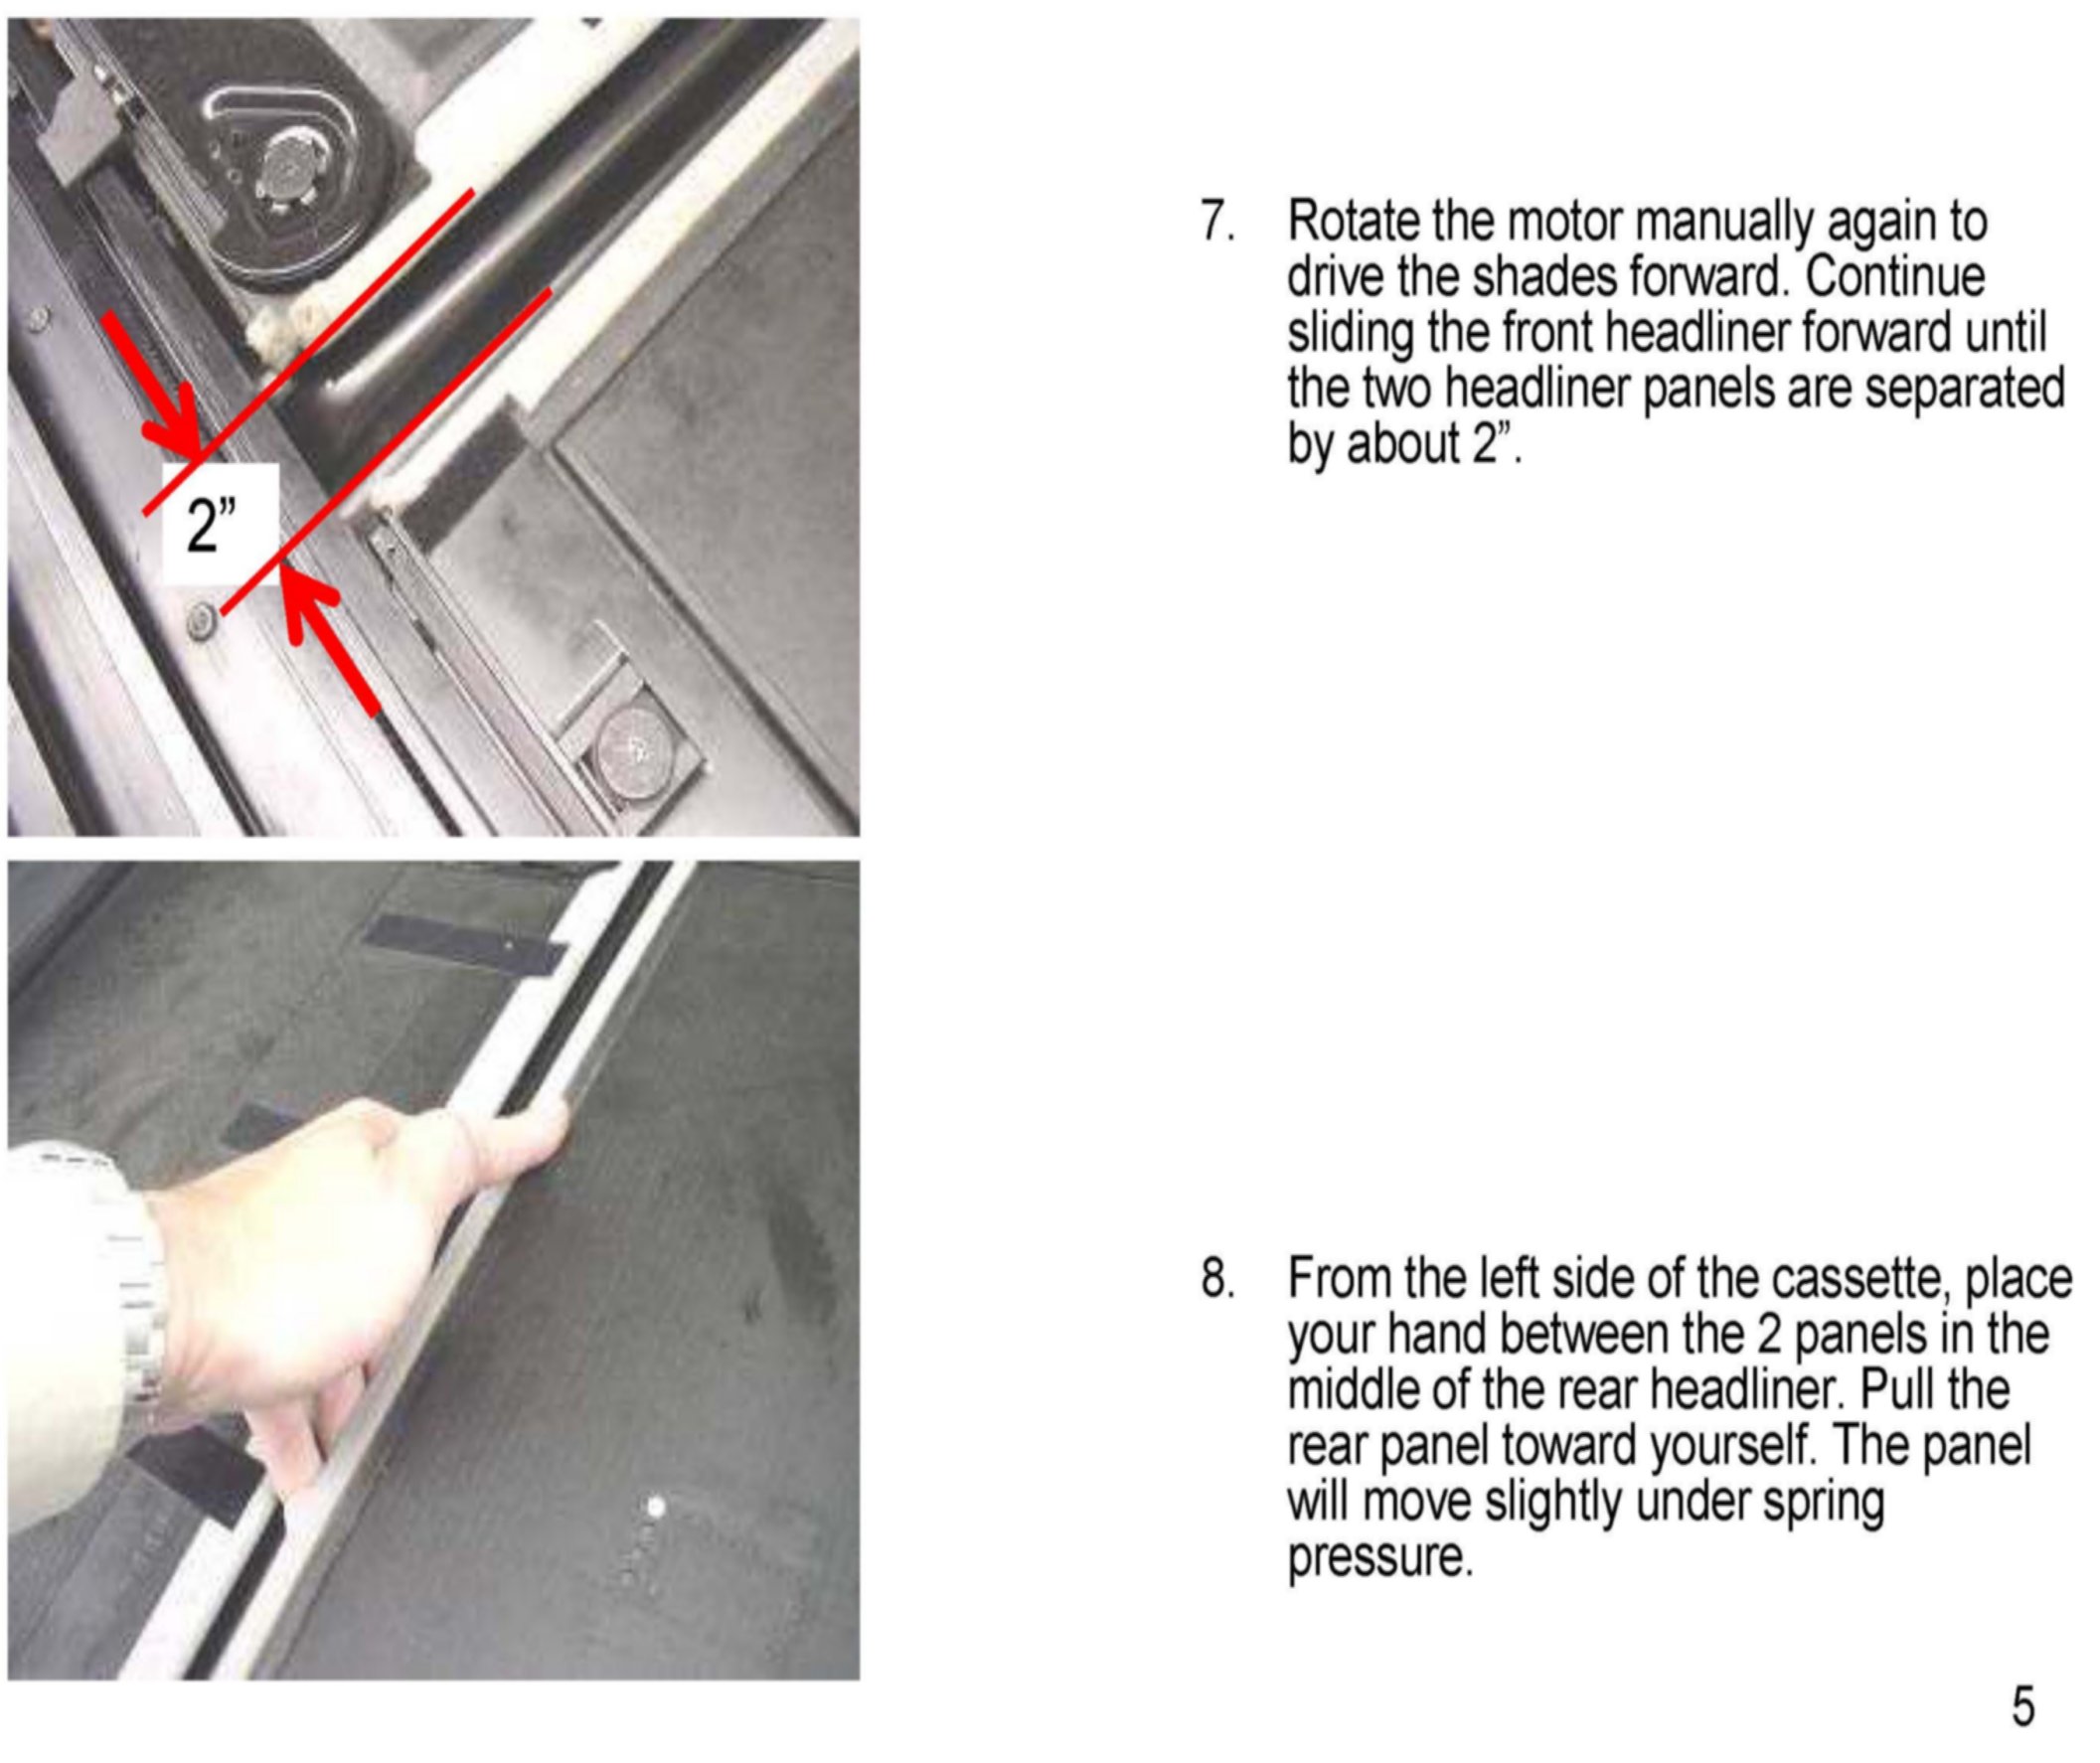 2”
7. Rotate the motor manually again to
drive the shades forward. Continue
sliding the front headliner forward until
the two headliner panels are separated
by about 2”.
8. From the left side of the cassette, place
your hand between the 2 panels in the
middle of the rear headliner. Pull the
rear panel toward yourself. The panel
will move slightly under spring
pressure.
5